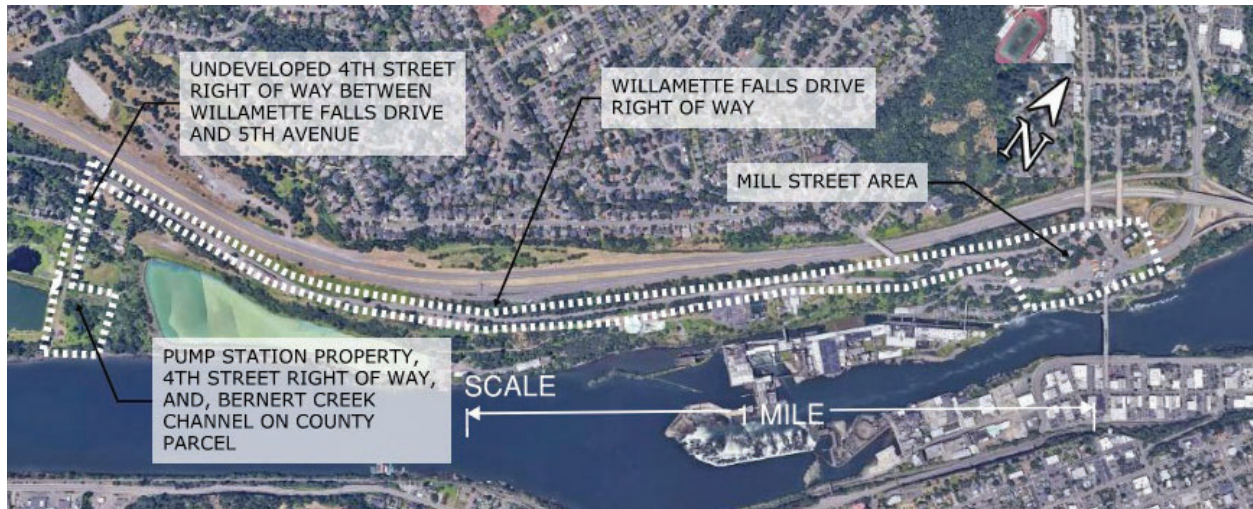 UNDEVELOPED 4TH STREET
RIGHT OF WAY BETWEEN
WILLAMETTE FALLS DRIVE
AND 5TH AVENUE
WILLAMETTE FALLS DRIVE
RIGHT OF WAY
MILL STREET AREA
N
PUMP STATION PROPERTY,
4TH STREET RIGHT OF WAY,
AND, BERNERT CREEK
CHANNEL ON COUNTY
PARCEL
SCALE
1 MILE